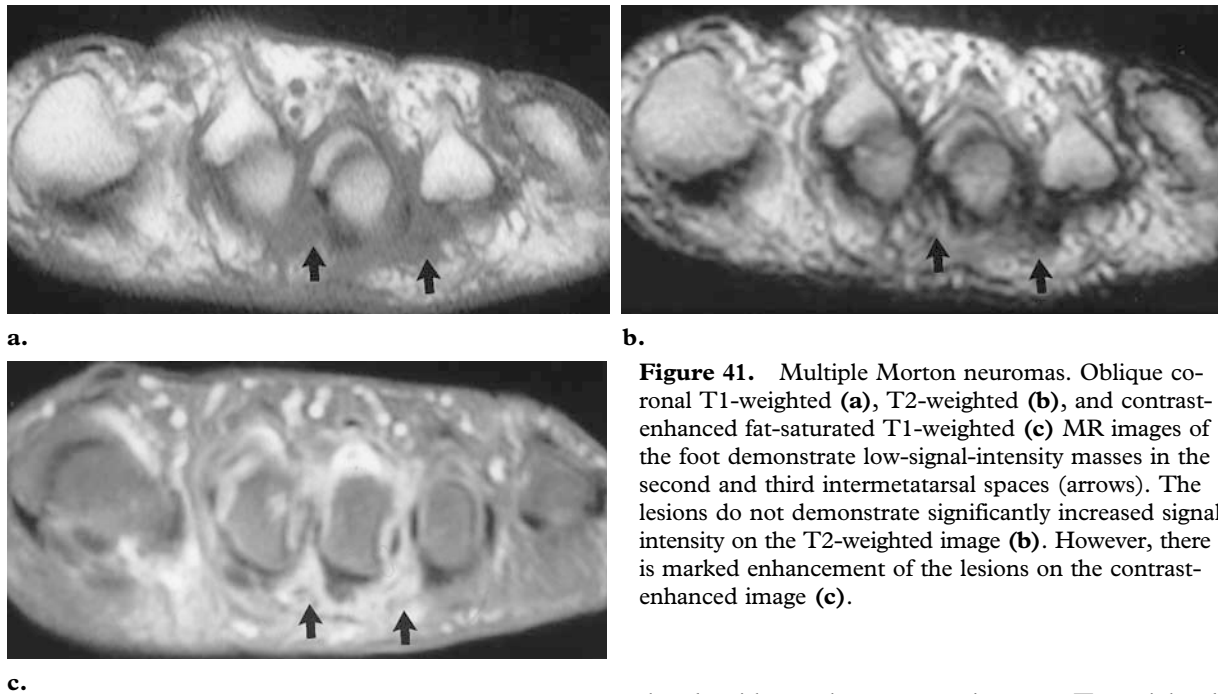 a.
b.
Figure 41. Multiple Morton neuromas. Oblique co-
ronal T1-weighted (a), T2-weighted (b), and contrast-
enhanced fat-saturated T1-weighted (c) MR images of
the foot demonstrate low-signal-intensity masses in the
second and third intermetatarsal spaces (arrows). The
lesions do not demonstrate significantly increased signal
intensity on the T2-weighted image (b). However, there
is marked enhancement of the lesions on the contrast-
enhanced image (c).
c.